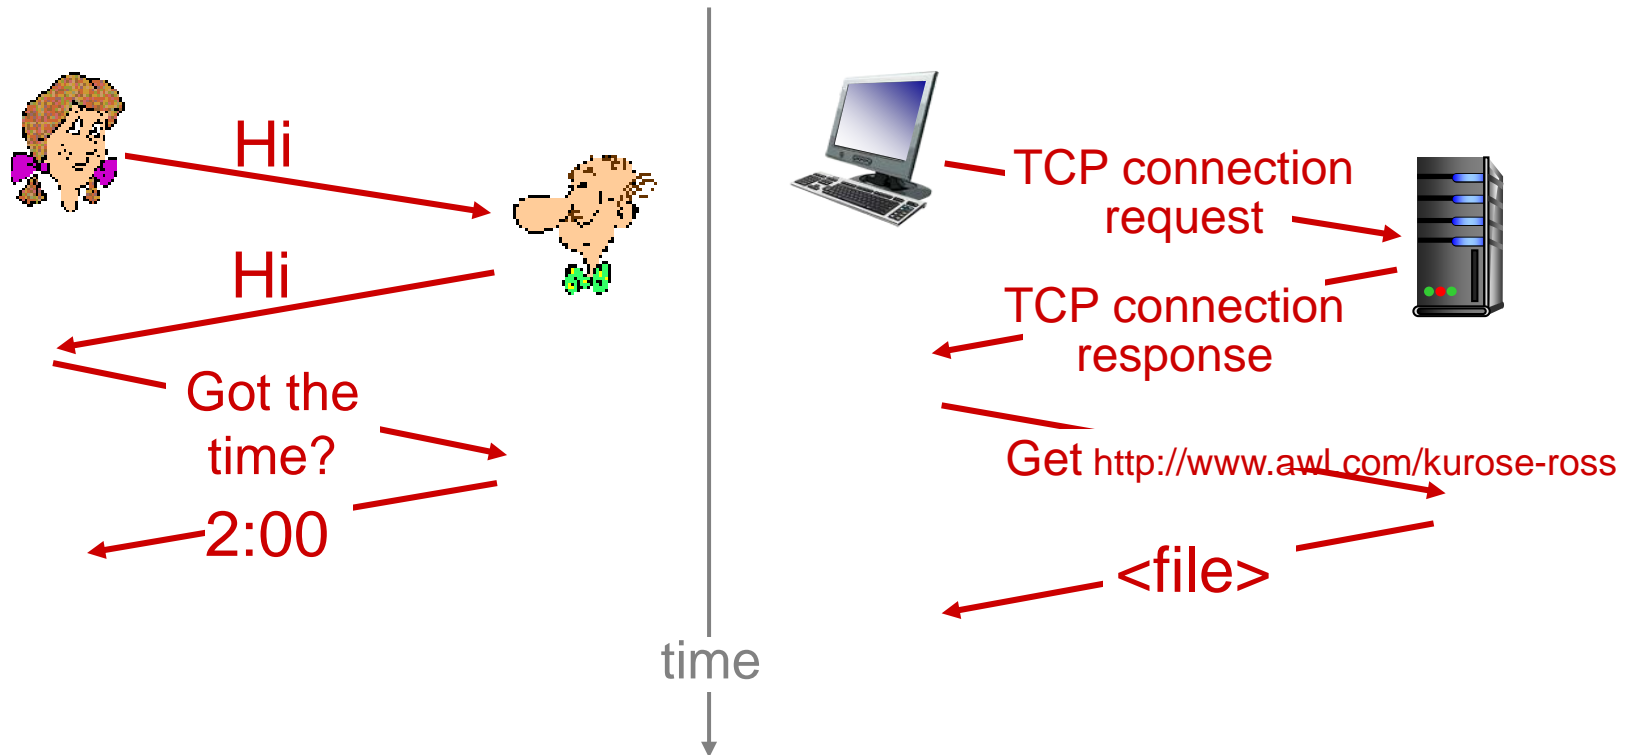 Hi
Hi
Got the
time?
2:00
time
TCP connection
request
TCP connection
response
Get http://www.awl.com/kurose-ross
<file>